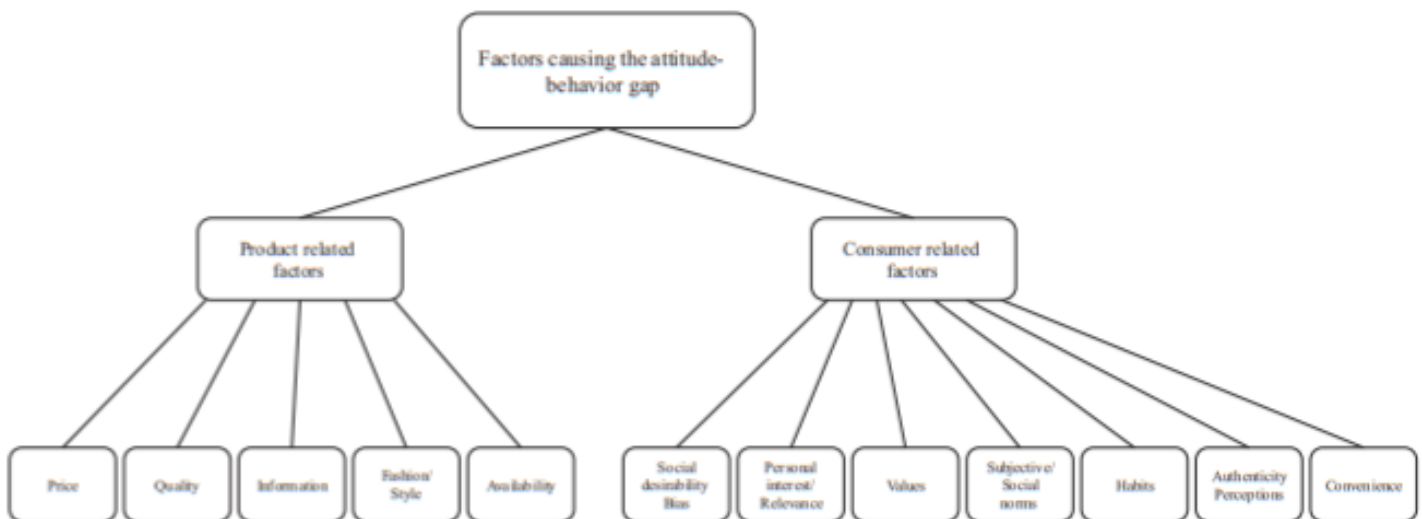 Factors causing the attitude-
behavior gap
Product related
factors
Consumer related
factors
Price
Quality
Information
Fashion/
Style
Availability
Social
desirability
Bias
Personal
interest/
Relevance
Values
Subjective/
Social
norms
Habits
Authenticity
Perceptions
Convenience